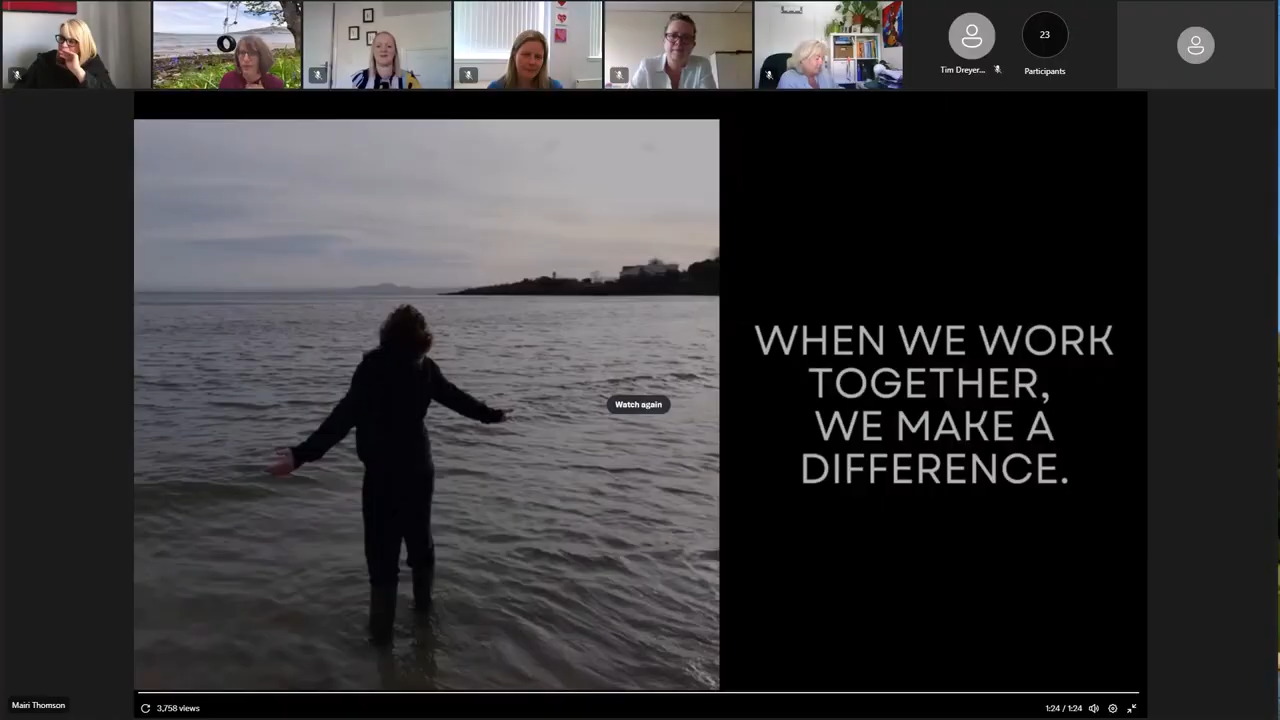 Tim Dreyer...
23
Participants
WHEN WE WORK
TOGETHER,
WE MAKE A
DIFFERENCE.
Watch again
Mairi Thomson
3,758 views
1:24 / 1:24